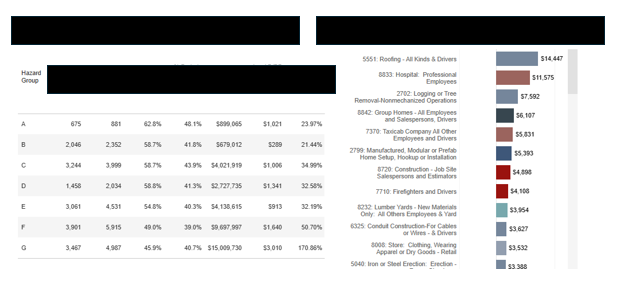 Hazard
Group
A 675 881 62.8% 48.1% $899,065 $1,021 23.97%
B 2,046 2,352 58.7% 41.8% $679,012 $289 21.44%
C 3,244 3,999 58.7% 43.9% $4,021,919 $1,006 34.99%
D 1,458 2,034 58.8% 41.3% $2,727,735 $1,341 32.58%
E 3,061 4,531 54.8% 40.3% $4,138,615 $913 32.19%
F 3,901 5,915 49.0% 39.0% $9,697,997 $1,640 50.70%
G 3,467 4,987 45.9% 40.7% $15,009,730 $3,010 170.86%
5551: Roofing - All Kinds & Drivers $14,447
8833: Hospital: Professional
Employees $11,575
2702: Logging or Tree
Removal-Nonmechanized Operations $7,592
8842: Group Homes - All Employees
and Salespersons, Drivers $6,107
7370: Taxicab Company All Other
Employees and Drivers $5,831
2799: Manufactured, Modular or Prefab
Home Setup, Hookup or Installation $5,393
8720: Construction - Job Site
Salespersons and Estimators $4,898
7710: Firefighters and Drivers $4,108
8232: Lumber Yards - New Materials
Only: All Others Employees & Yard $3,954
6325: Conduit Construction-For Cables
or Wires - & Drivers $3,627
8008: Store: Clothing, Wearing
Apparel or Dry Goods - Retail $3,532
5040: Iron or Steel Erection: Erection - $3,388